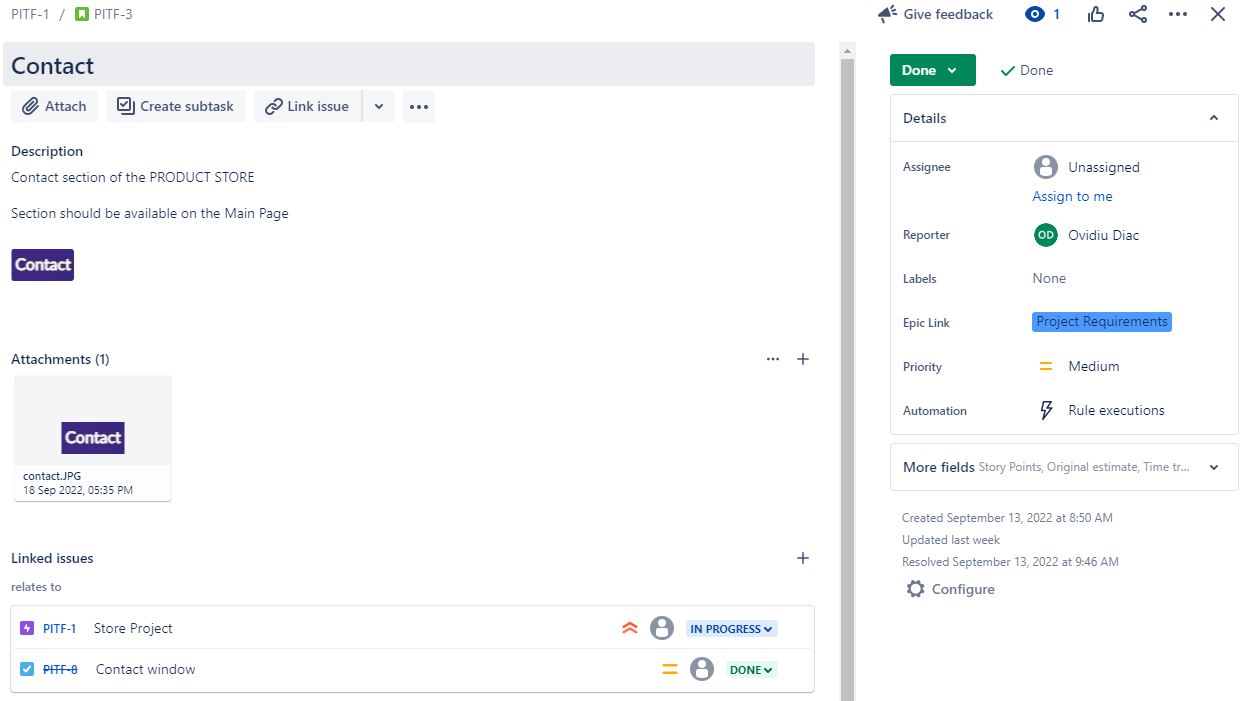 PITF-1 / PITF-3
Give feedback
1
Contact
Attach
Create subtask
Link issue
Description
Contact section of the PRODUCT STORE
Section should be available on the Main Page
Contact
Attachments (1)
Contact
contact.JPG
18 Sep 2022, 05:35 PM
Linked issues
relates to
PITF-1 Store Project IN PROGRESS
PITF-8 Contact window DONE
Done
Done
Details
Assignee Unassigned
Assign to me
Reporter OD Ovidiu Diac
Labels None
Epic Link Project Requirements
Priority Medium
Automation Rule executions
More fields Story Points, Original estimate, Time tr...
Created September 13, 2022 at 8:50 AM
Updated last week
Resolved September 13, 2022 at 9:46 AM
Configure